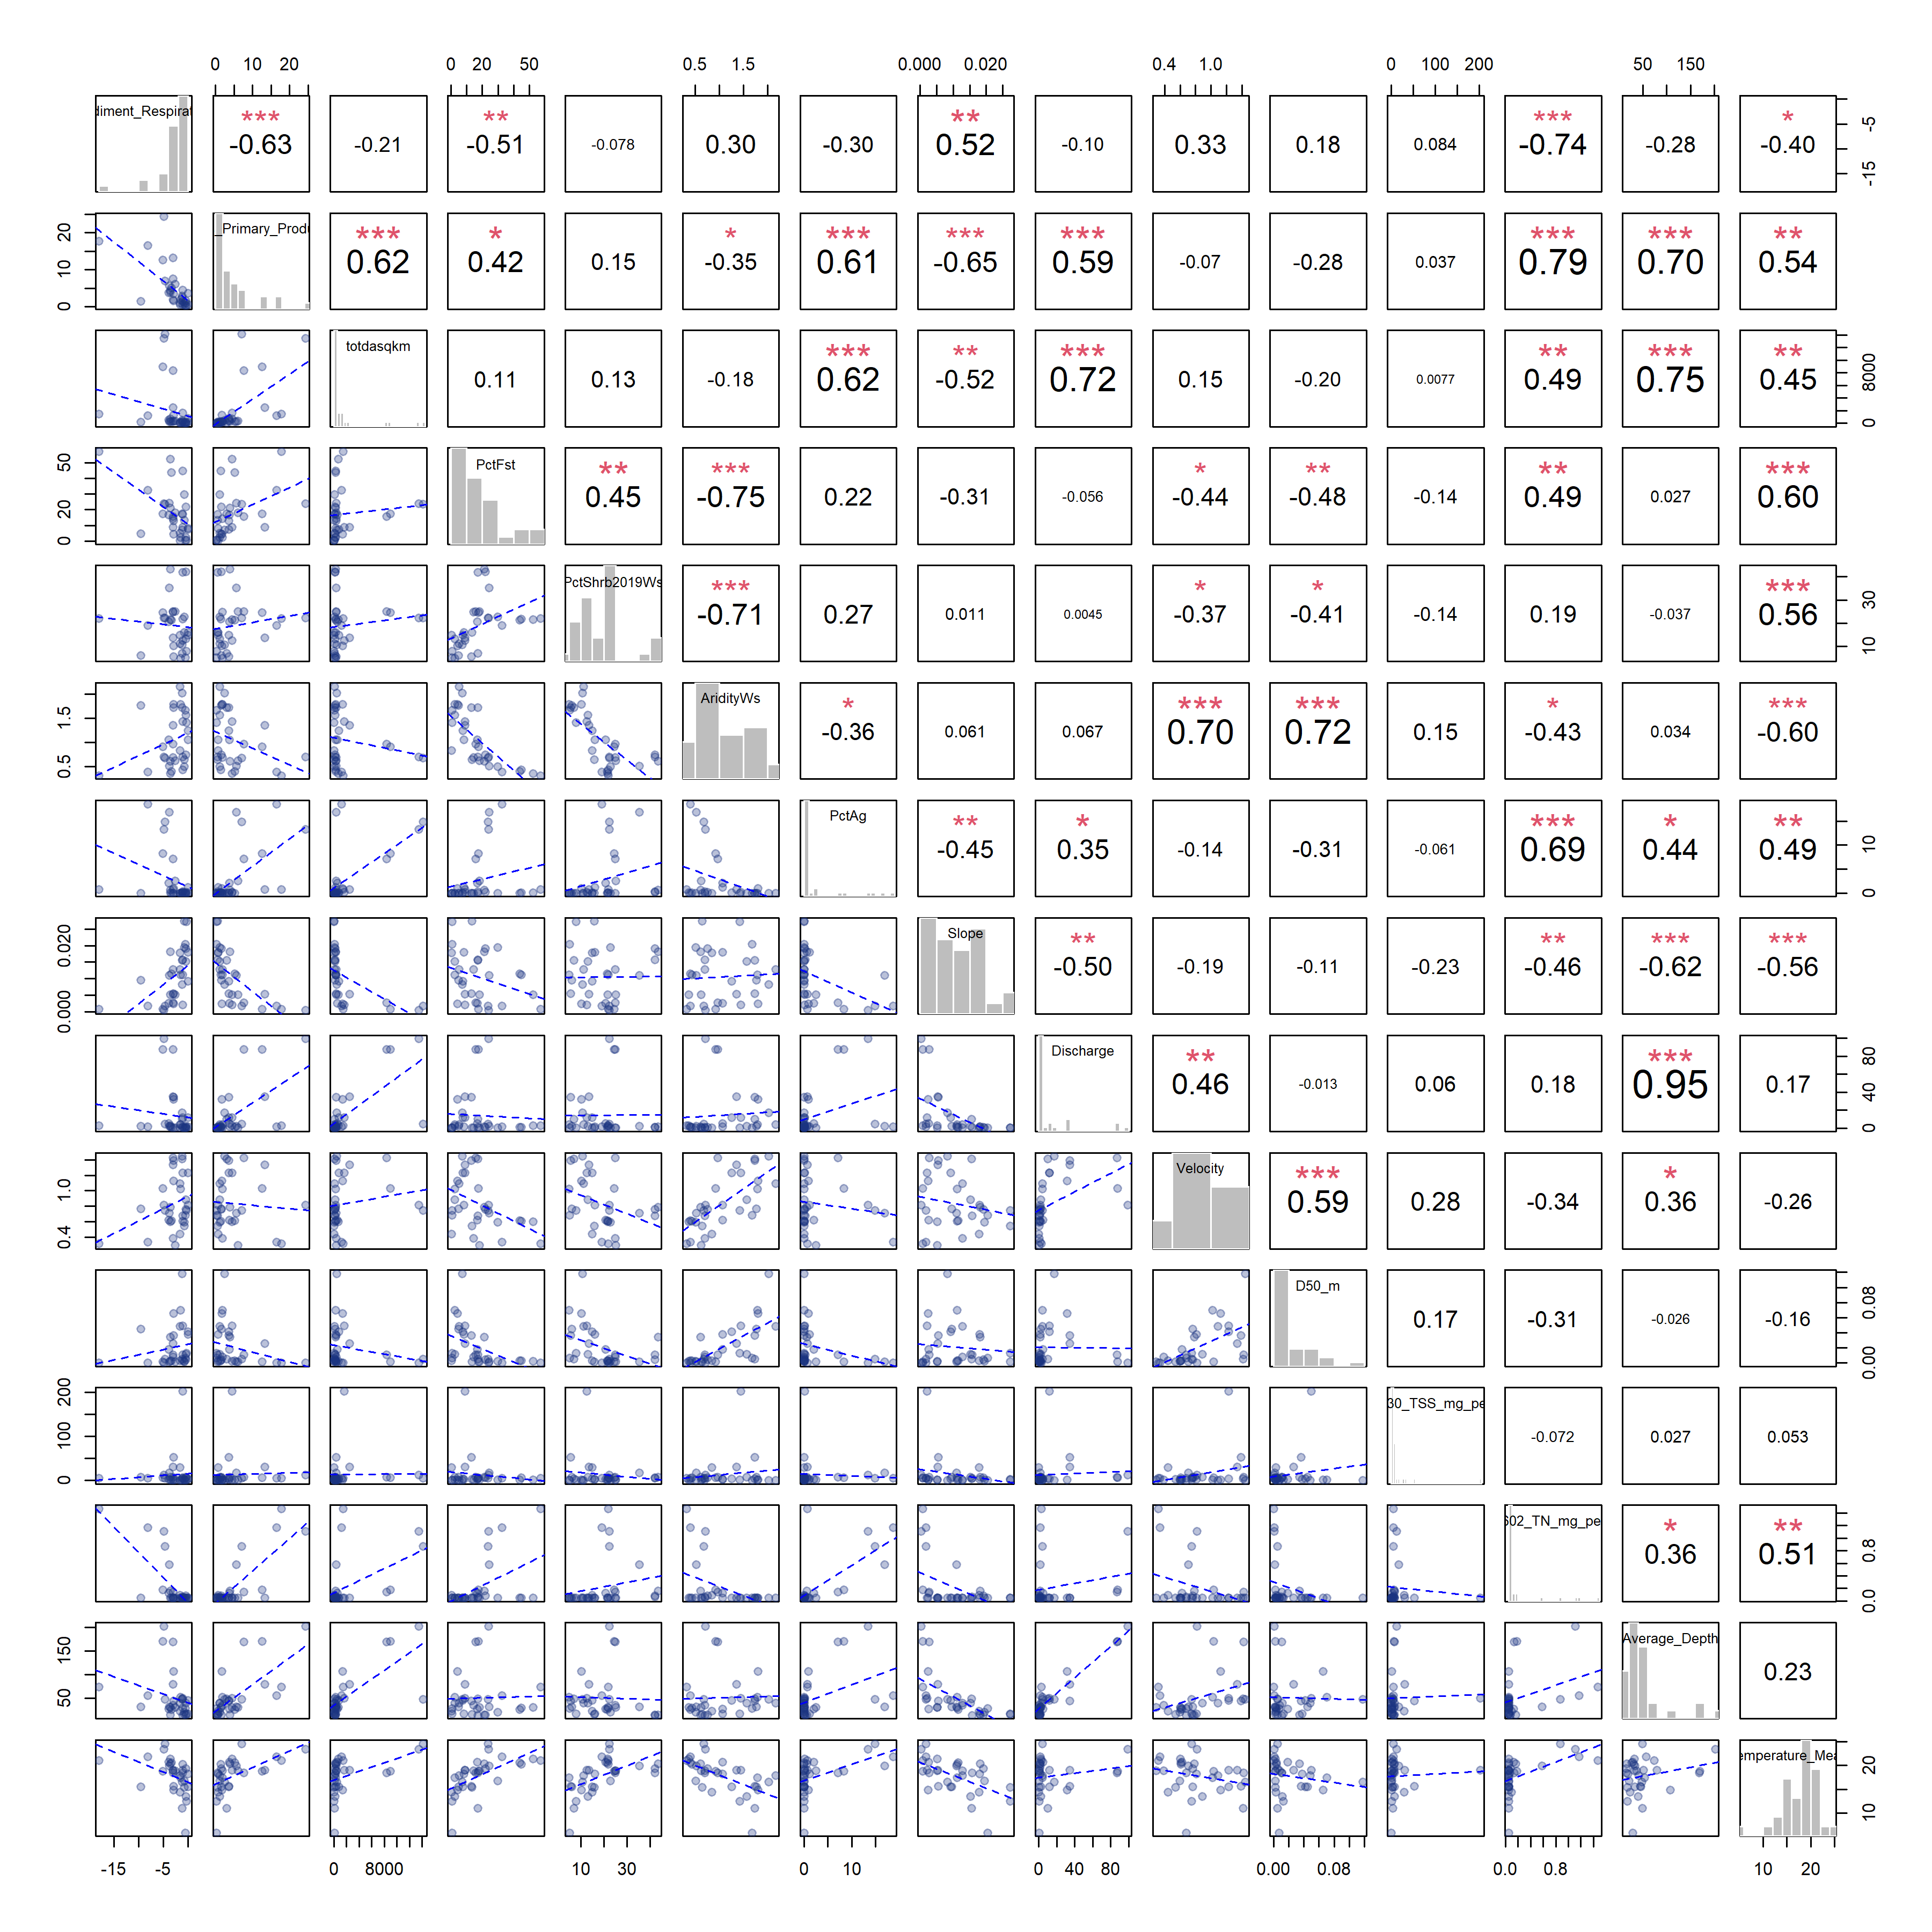 0 10 20 0 20 50 0.5 1.5 0.000 0.020 0.4 1.0 0 100 200 50 150
*** ** ** *** *
diment_Respirat -0.63 -0.21 -0.51 -0.078 0.30 -0.30 0.52 -0.10 0.33 0.18 0.084 -0.74 -0.28 -0.40 -15 -5
*** * * *** *** *** *** *** **
0 10 20 _Primary_Produ 0.62 0.42 0.15 -0.35 0.61 -0.65 0.59 -0.07 -0.28 0.037 0.79 0.70 0.54
*** ** *** ** *** **
totdasqkm 0.11 0.13 -0.18 0.62 -0.52 0.72 0.15 -0.20 0.0077 0.49 0.75 0.45 0 8000
** *** * ** ** ***
0 20 50 PctFst 0.45 -0.75 0.22 -0.31 -0.056 -0.44 -0.48 -0.14 0.49 0.027 0.60
*** * * ***
PctShrb2019Ws -0.71 0.27 0.011 0.0045 -0.37 -0.41 -0.14 0.19 -0.037 0.56 10 30
* *** *** * ***
0.5 1.5 AridityWs -0.36 0.061 0.067 0.70 0.72 0.15 -0.43 0.034 -0.60
** * *** * **
PctAg -0.45 0.35 -0.14 -0.31 -0.061 0.69 0.44 0.49 0 10
** ** *** ***
0.000 0.020 Slope -0.50 -0.19 -0.11 -0.23 -0.46 -0.62 -0.56
** ***
Discharge 0.46 -0.013 0.06 0.18 0.95 0.17 0 40 80
*** *
0.4 1.0 Velocity 0.59 0.28 -0.34 0.36 -0.26
D50_m 0.17 -0.31 -0.026 -0.16 0.00 0.08
0 100 200 30_TSS_mg_pe -0.072 0.027 0.053
* **
602_TN_mg_pe 0.36 0.51 0.0 0.8
50 150 Average_Depth 0.23
emperature_Mea 10 20
-15 -5 0 8000 10 30 0 10 0 40 80 0.00 0.08 0.0 0.8 10 20